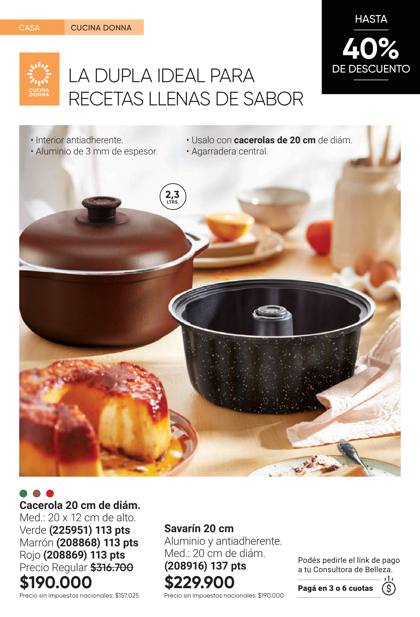 CASA
CUCINA DONNA
HASTA
40%
DE DESCUENTO
CUCINA
DONNA
LA DUPLA IDEAL PARA
RECETAS LLENAS DE SABOR
• Interior antiadherente.
• Aluminio de 3 mm de espesor.
• Usalo con cacerolas de 20 cm de diám.
• Agarradera central.
2,3
LTRS.
Cacerola 20 cm de diám.
Med.: 20 x 12 cm de alto.
Verde (225951) 113 pts
Marrón (208868) 113 pts
Rojo (208869) 113 pts
Precio Regular $316.700
$190.000
Precio sin impuestos nacionales: $157.025
Savarín 20 cm
Aluminio y antiadherente.
Med.: 20 cm de diám.
(208916) 137 pts
$229.900
Precio sin impuestos nacionales: $190.000
Podés pedirle el link de pago
a tu Consultora de Belleza.
Pagá en 3 o 6 cuotas
$